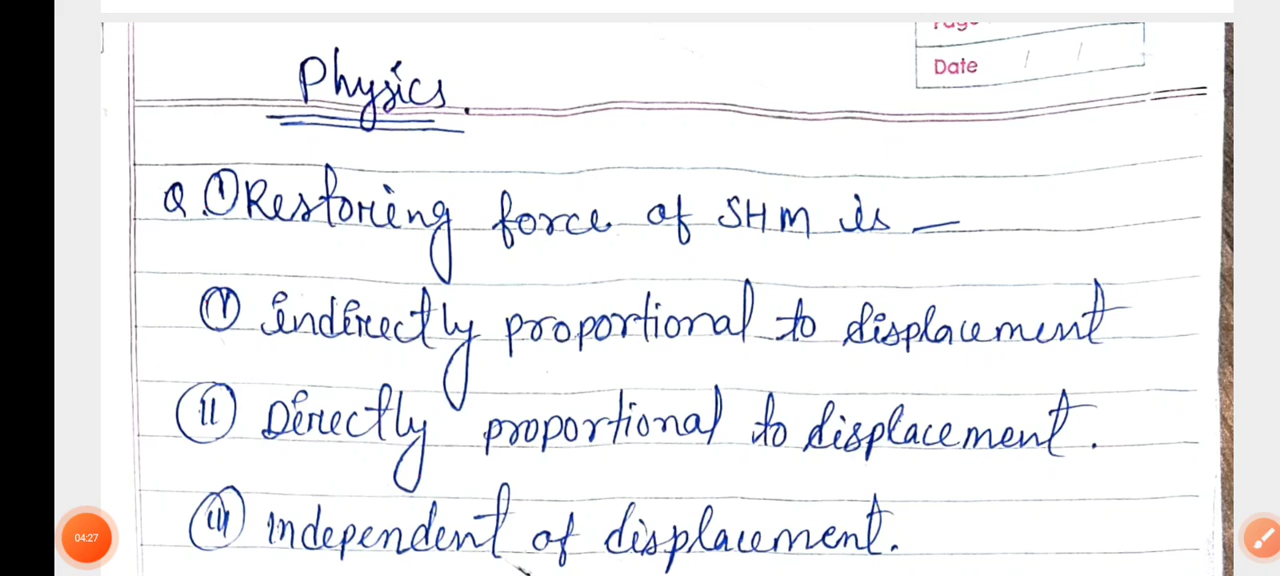 Date
Physics.
Q.① Restoring force of SHM is —
① indirectly proportional to displacement
(ii) Directly proportional to displacement.
(iii) independent of displacement.
04:27